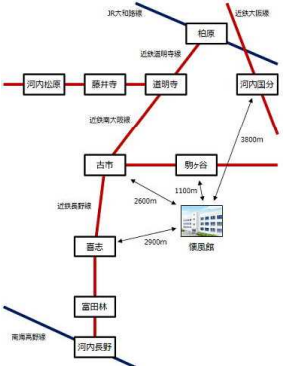 JR大和路線
近鉄大阪線
柏原
近鉄道明寺線
河内松原
藤井寺
道明寺
河内国分
近鉄南大阪線
3800m
古市
駒ヶ谷
1100m
2600m
近鉄長野線
2900m
喜志
懐風館
富田林
南海高野線
河内長野